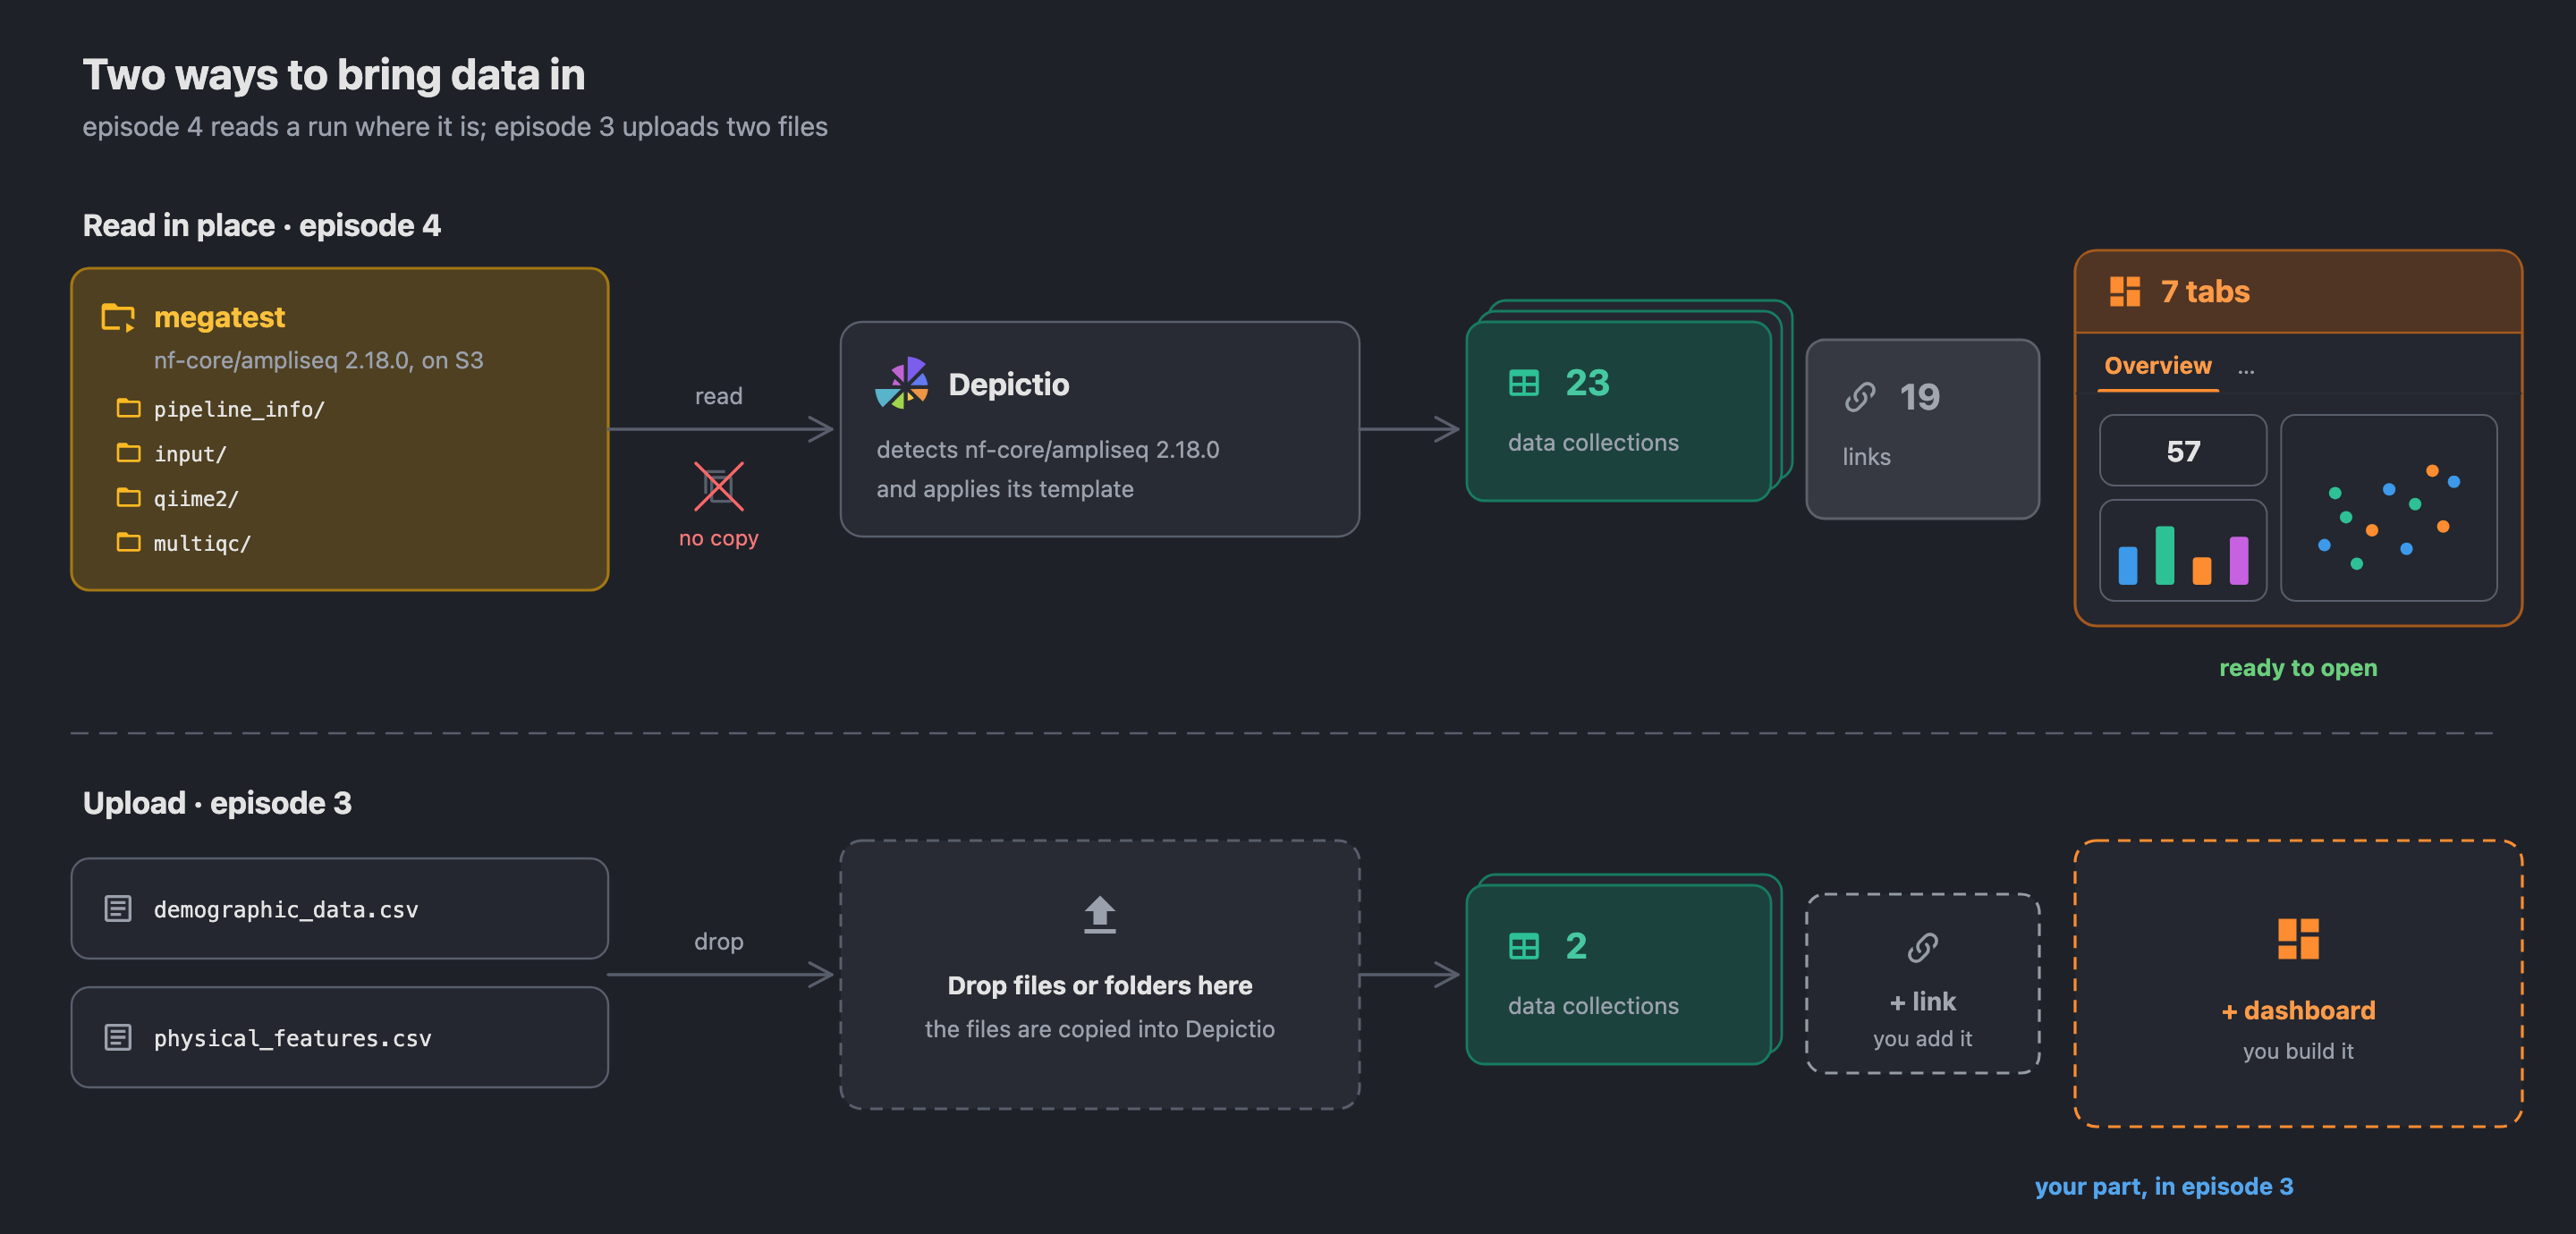 Two ways to bring data in
episode 4 reads a run where it is; episode 3 uploads two files
Read in place · episode 4
megatest
nf-core/ampliseq 2.18.0, on S3
pipeline_info/
input/
qiime2/
multiqc/
read
no copy
Depictio
detects nf-core/ampliseq 2.18.0
and applies its template
23
data collections
19
links
7 tabs
Overview ...
57
ready to open
Upload · episode 3
demographic_data.csv
physical_features.csv
drop
Drop files or folders here
the files are copied into Depictio
2
data collections
+ link
you add it
+ dashboard
you build it
your part, in episode 3